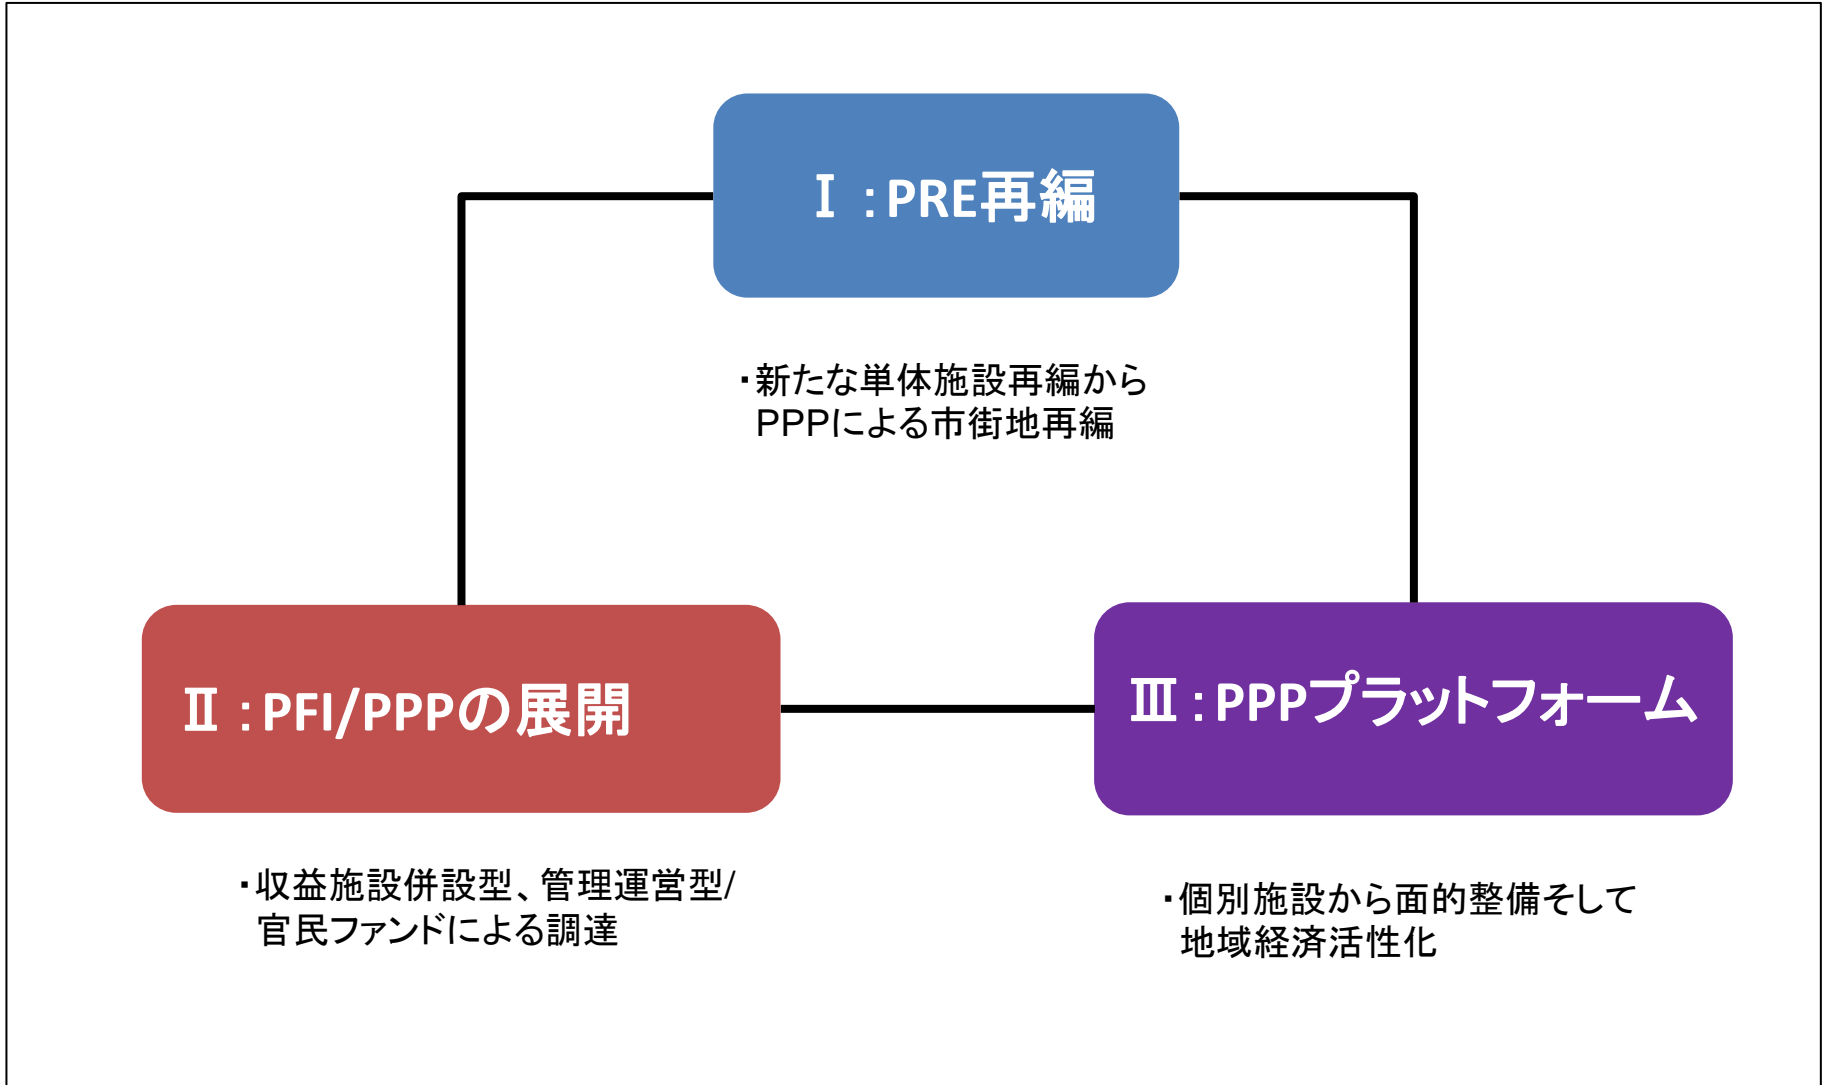 Ⅰ：PRE再編
・新たな単体施設再編から
PPPによる市街地再編
Ⅱ：PFI/PPPの展開
Ⅲ：PPPプラットフォーム
・収益施設併設型、管理運営型/
官民ファンドによる調達
・個別施設から面的整備そして
地域経済活性化